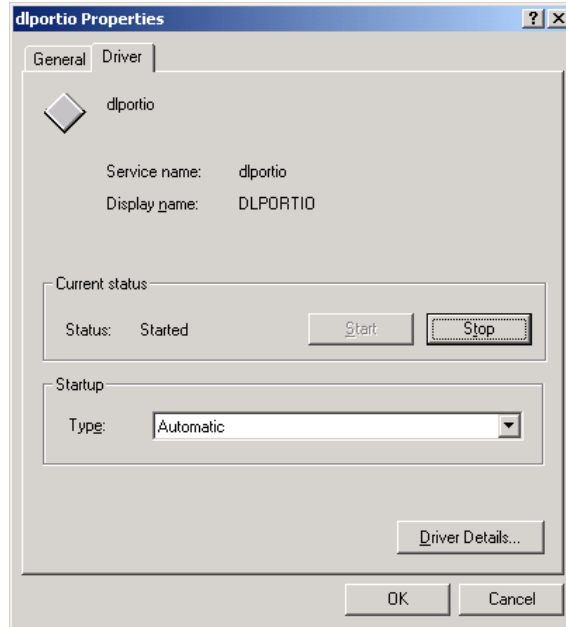 dlportio Properties
General Driver
dlportio
Service name: dlportio
Display name: DLPORTIO
Current status
Status: Started Start Stop
Startup
Type: Automatic
Driver Details...
OK Cancel